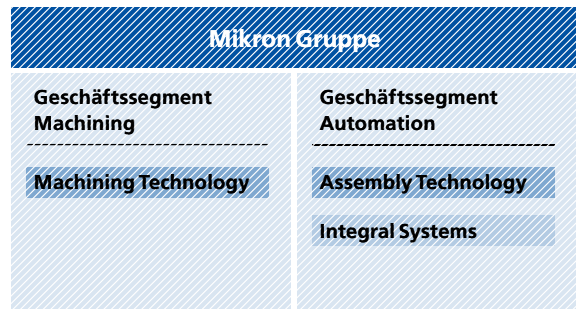 Mikron Gruppe
Geschäftssegment
Machining
Machining Technology
Geschäftssegment
Automation
Assembly Technology
Integral Systems